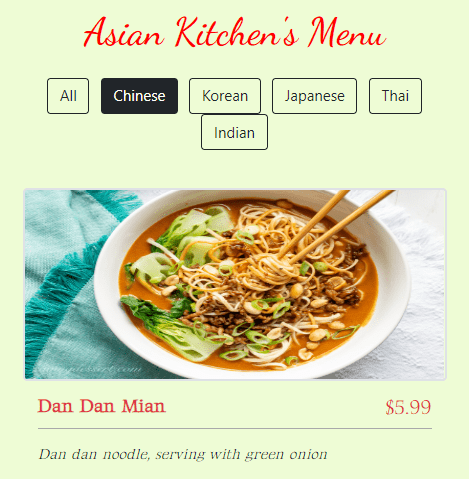 Asian Kitchen's Menu
All Chinese Korean Japanese Thai
Indian
Dan Dan Mian $5.99
Dan dan noodle, serving with green onion